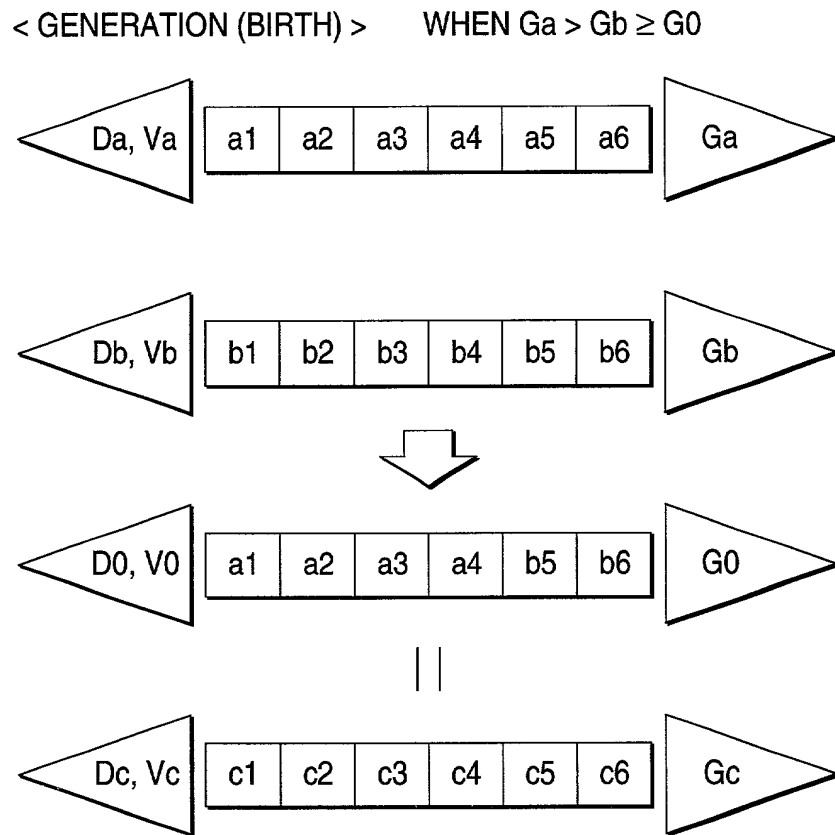 < GENERATION (BIRTH) > WHEN Ga > Gb ≥ G0
Da, Va a1 a2 a3 a4 a5 a6 Ga
Db, Vb b1 b2 b3 b4 b5 b6 Gb
D0, V0 a1 a2 a3 a4 b5 b6 G0
Dc, Vc c1 c2 c3 c4 c5 c6 Gc